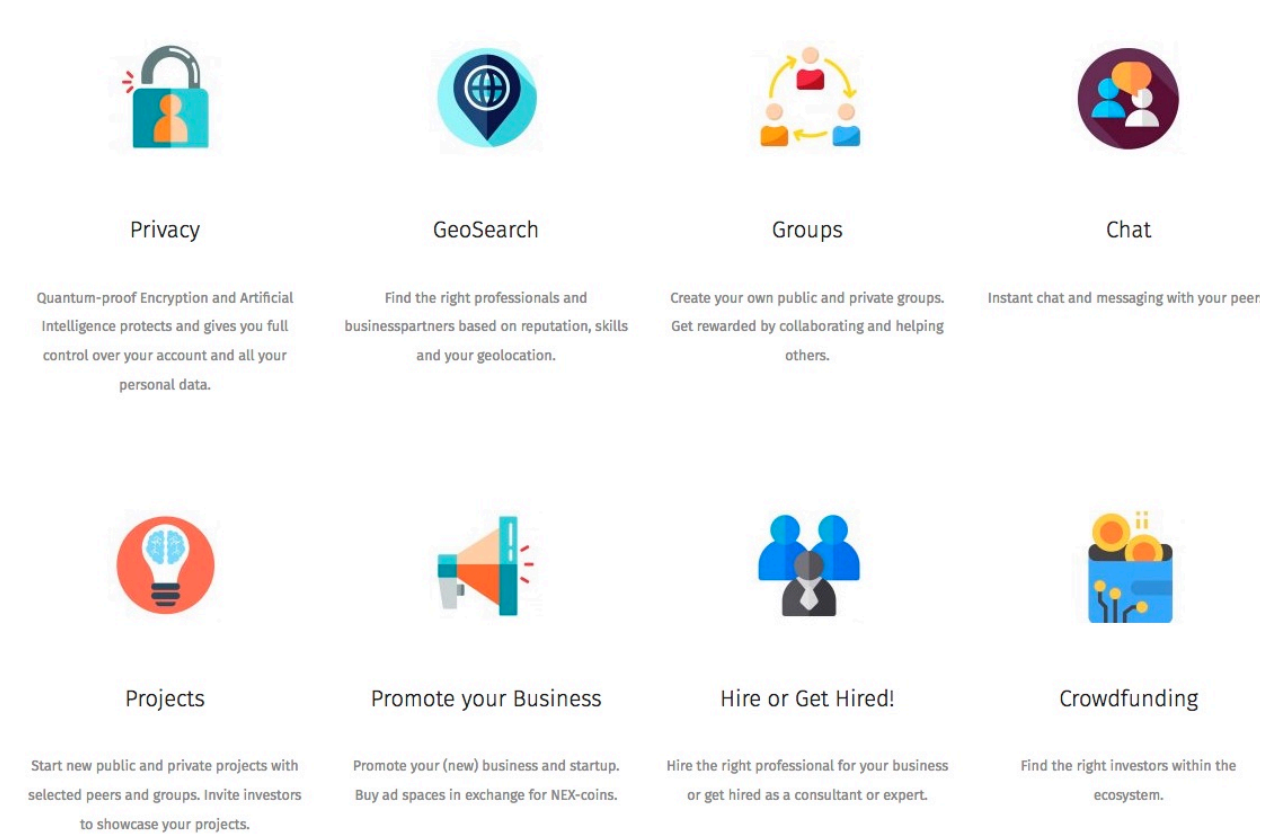 Privacy
Quantum-proof Encryption and Artificial
Intelligence protects and gives you full
control over your account and all your
personal data.
GeoSearch
Find the right professionals and
businesspartners based on reputation, skills
and your geolocation.
Groups
Create your own public and private groups.
Get rewarded by collaborating and helping
others.
Chat
Instant chat and messaging with your peer
Projects
Start new public and private projects with
selected peers and groups. Invite investors
to showcase your projects.
Promote your Business
Promote your (new) business and startup.
Buy ad spaces in exchange for NEX-coins.
Hire or Get Hired!
Hire the right professional for your business
or get hired as a consultant or expert.
Crowdfunding
Find the right investors within the
ecosystem.